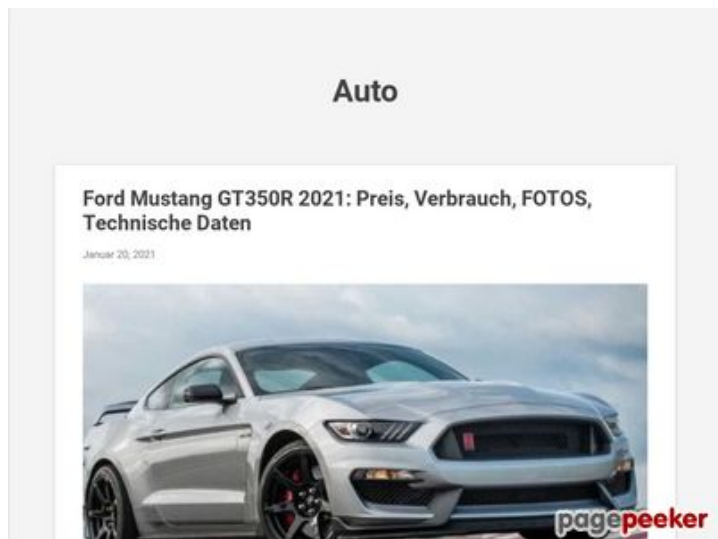 Auto
Ford Mustang GT350R 2021: Preis, Verbrauch, FOTOS,
Technische Daten
Januar 20, 2021
pagepeeker